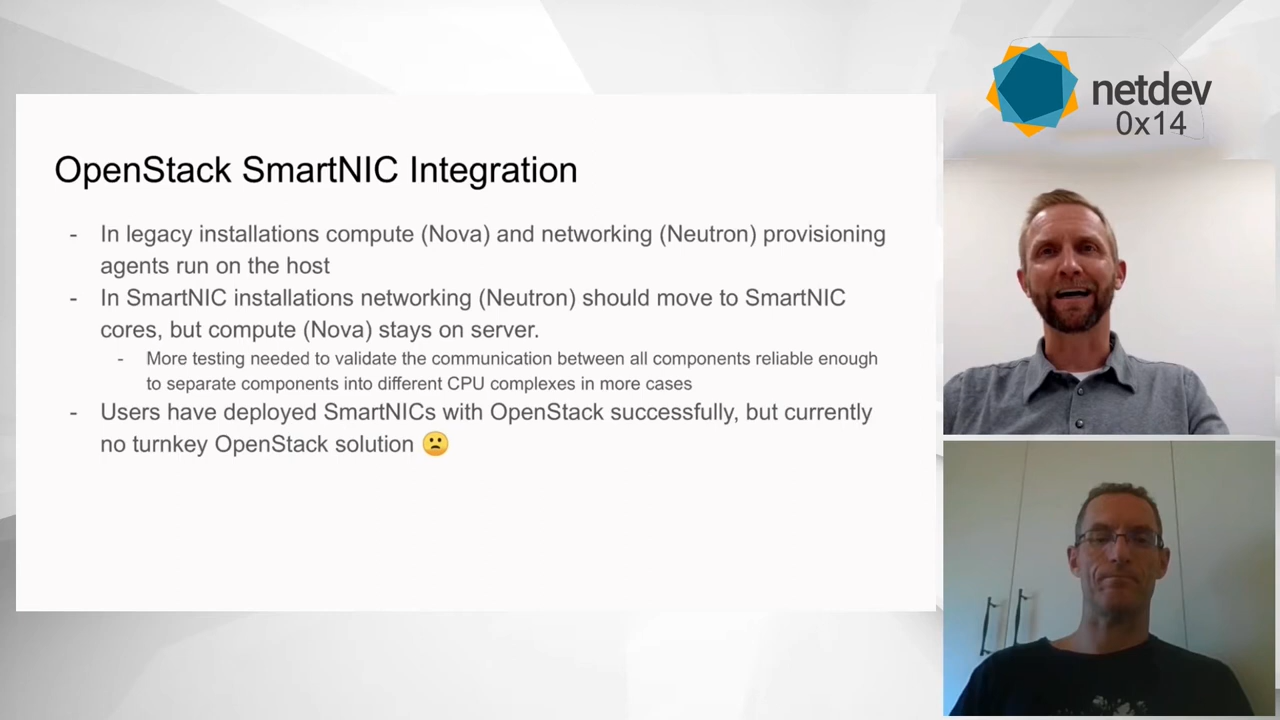 netdev
0x14
OpenStack SmartNIC Integration
- In legacy installations compute (Nova) and networking (Neutron) provisioning
agents run on the host
- In SmartNIC installations networking (Neutron) should move to SmartNIC
cores, but compute (Nova) stays on server.
- More testing needed to validate the communication between all components reliable enough
to separate components into different CPU complexes in more cases
- Users have deployed SmartNICs with OpenStack successfully, but currently
no turnkey OpenStack solution 🙁